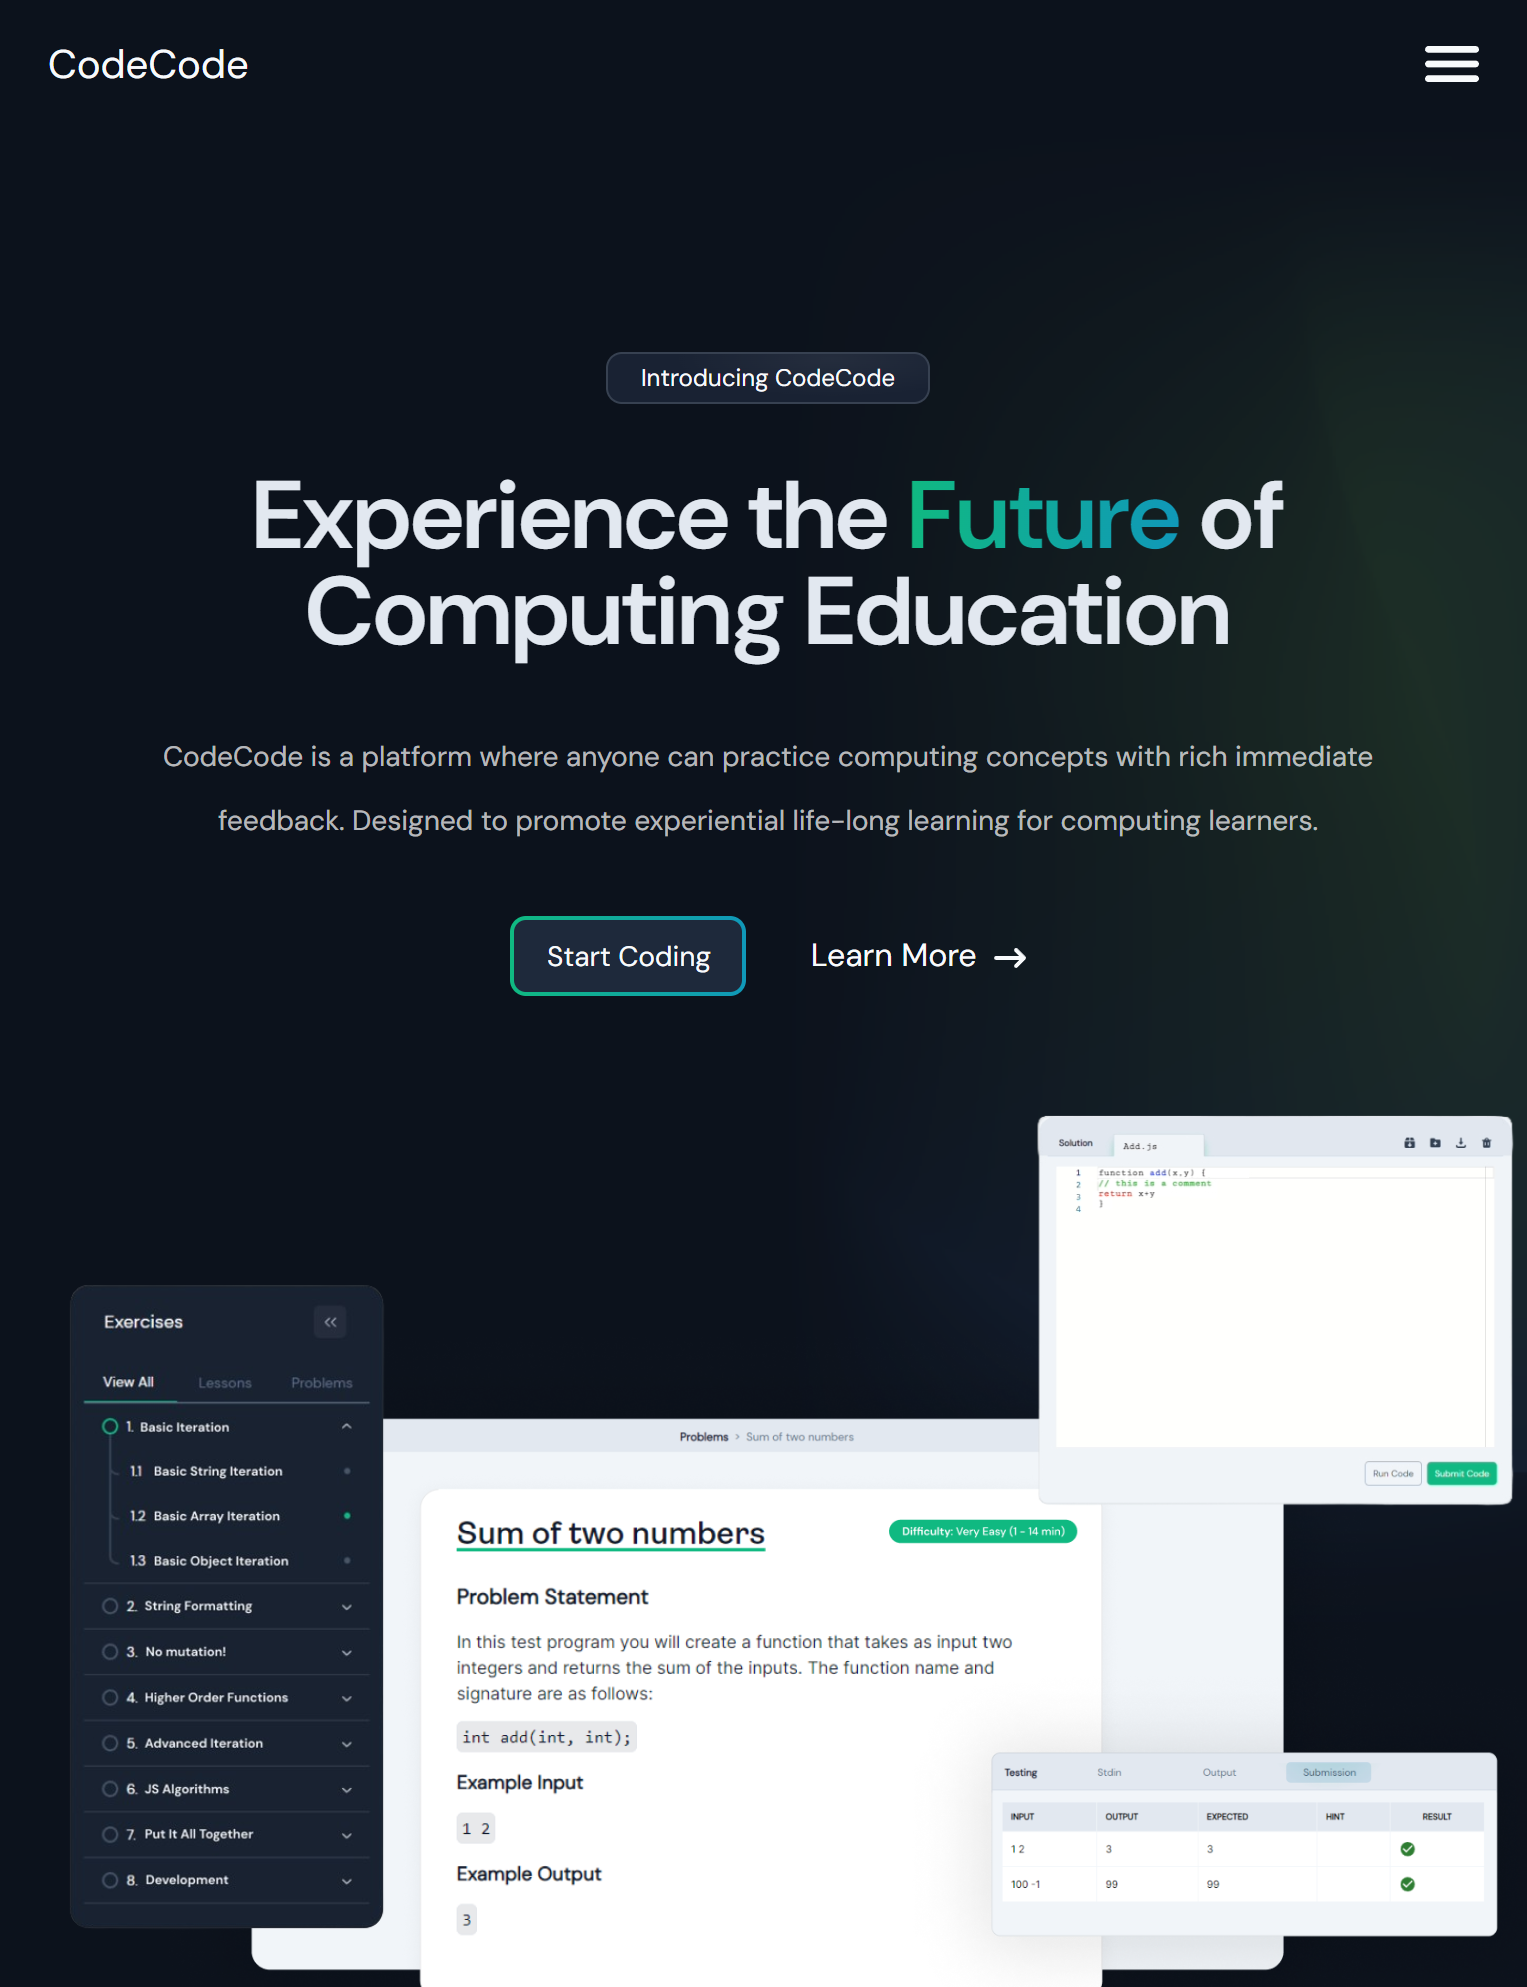 CodeCode
Introducing CodeCode
Experience the Future of
Computing Education
CodeCode is a platform where anyone can practice computing concepts with rich immediate
feedback. Designed to promote experiential life-long learning for computing learners.
Start Coding
Learn More
Solution
Add.js
1 function add(x,y) {
2 // this is a comment
3 return x+y
4 }
Run Code
Submit Code
Exercises
View All
Lessons
Problems
1. Basic Iteration
1.1 Basic String Iteration
1.2 Basic Array Iteration
1.3 Basic Object Iteration
2. String Formatting
3. No mutation!
4. Higher Order Functions
5. Advanced Iteration
6. JS Algorithms
7. Put It All Together
8. Development
Problems > Sum of two numbers
Sum of two numbers
Difficulty: Very Easy (1 - 14 min)
Problem Statement
In this test program you will create a function that takes as input two
integers and returns the sum of the inputs. The function name and
signature are as follows:
int add(int, int);
Example Input
1 2
Example Output
3
Testing
Stdin
Output
Submission
INPUT OUTPUT EXPECTED HINT RESULT
1 2 3 3
100 -1 99 99